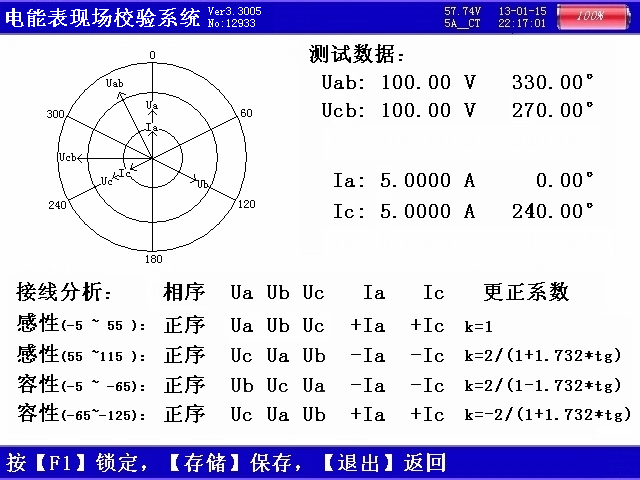 电能表现场校验系统 Ver3.3005 57.74V 13-01-15 100%
No:12933 5A__CT 22:17:01
测试数据:
Uab: 100.00 V 330.00°
Ucb: 100.00 V 270.00°
Ia: 5.0000 A 0.00°
Ic: 5.0000 A 240.00°
0
Uab
Ua
300
60
Ia
Ucb
Ic
Uc
Ub
240
120
180
接线分析: 相序 Ua Ub Uc Ia Ic 更正系数
感性(-5 ~ 55 ): 正序 Ua Ub Uc +Ia +Ic k=1
感性(55 ~115 ): 正序 Uc Ua Ub -Ia -Ic k=2/(1+1.732*tg)
容性(-5 ~ -65): 正序 Ub Uc Ua -Ia -Ic k=2/(1-1.732*tg)
容性(-65~-125): 正序 Uc Ua Ub +Ia +Ic k=-2/(1+1.732*tg)
按【F1】锁定,【存储】保存,【退出】返回